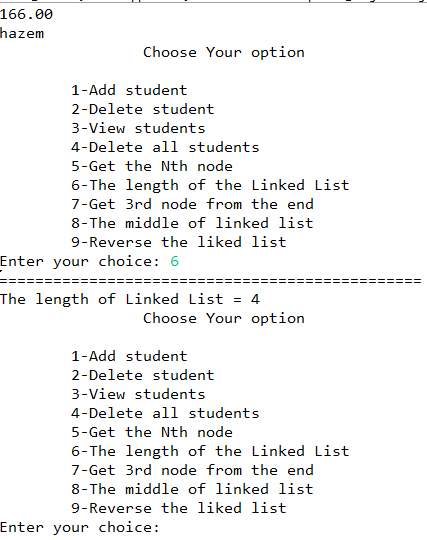 166.00
hazem
Choose Your option
1-Add student
2-Delete student
3-View students
4-Delete all students
5-Get the Nth node
6-The length of the Linked List
7-Get 3rd node from the end
8-The middle of linked list
9-Reverse the liked list
Enter your choice: 6
===============================================
The length of Linked List = 4
Choose Your option
1-Add student
2-Delete student
3-View students
4-Delete all students
5-Get the Nth node
6-The length of the Linked List
7-Get 3rd node from the end
8-The middle of linked list
9-Reverse the liked list
Enter your choice: